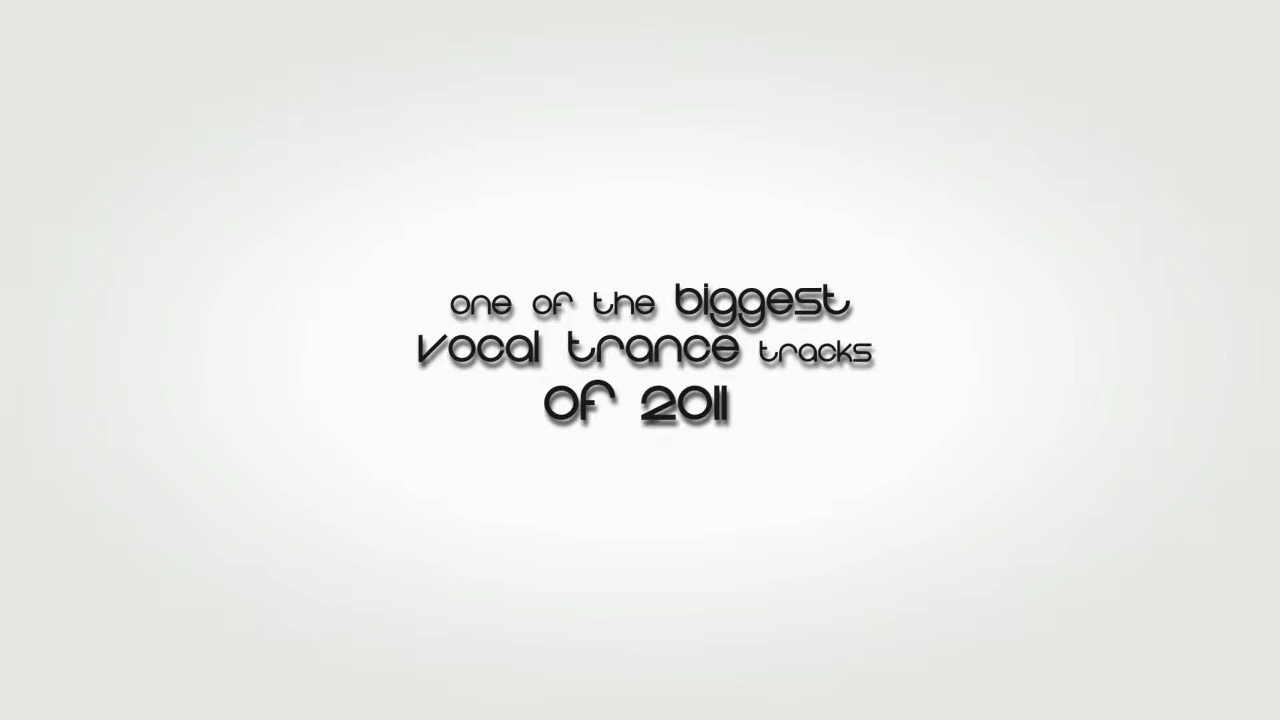 one of the biggest
vocal trance tracks
of 2011